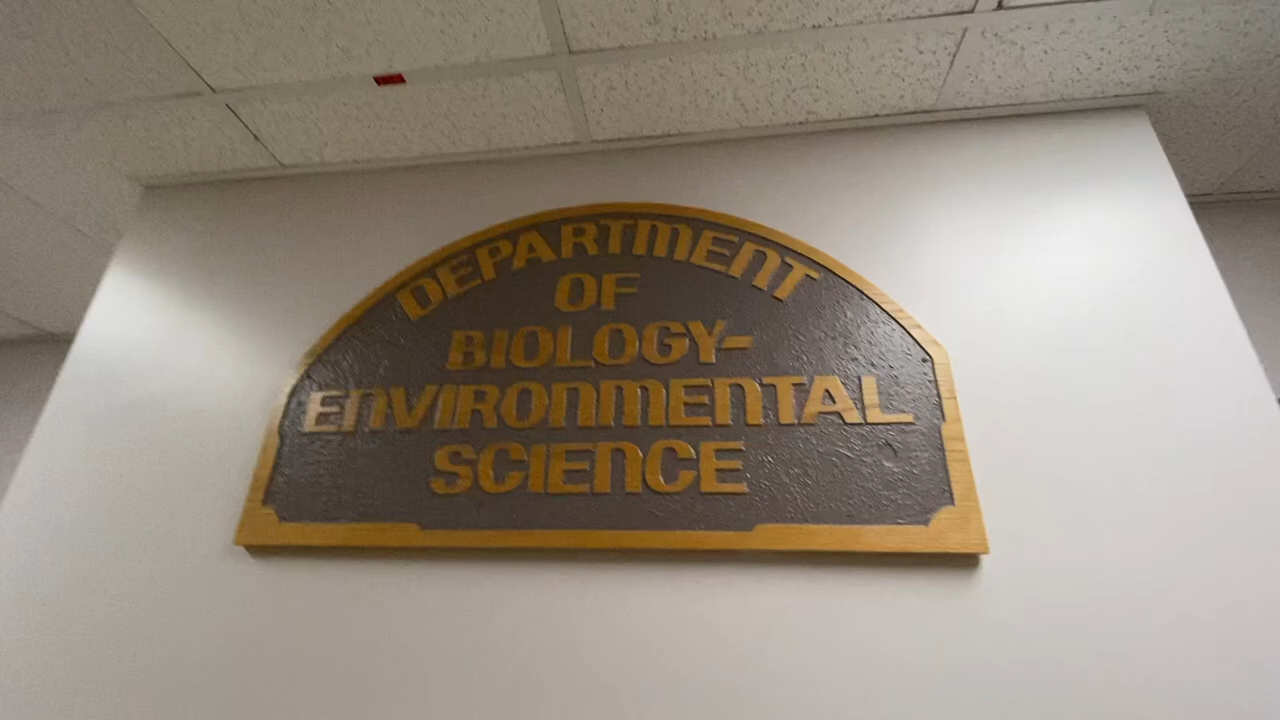 DEPARTMENT
OF
BIOLOGY-
ENVIRONMENTAL
SCIENCE